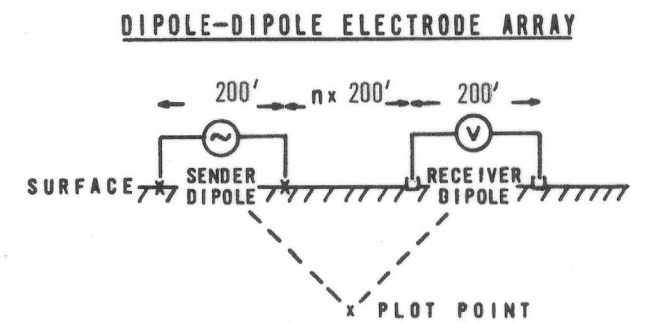 DIPOLE-DIPOLE ELECTRODE ARRAY
200' n x 200' 200'
~ V
SURFACE x SENDER DIPOLE x RECEIVER DIPOLE
x PLOT POINT